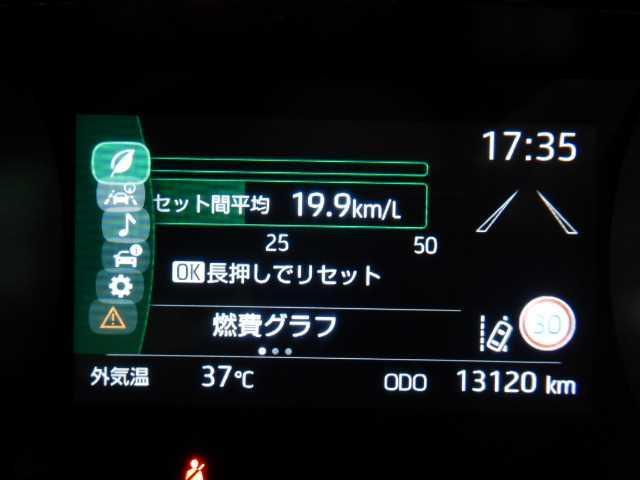 17:35
セット間平均 19.9km/L
25 50
OK長押しでリセット
燃費グラフ
30
外気温 37℃ ODO 13120 km